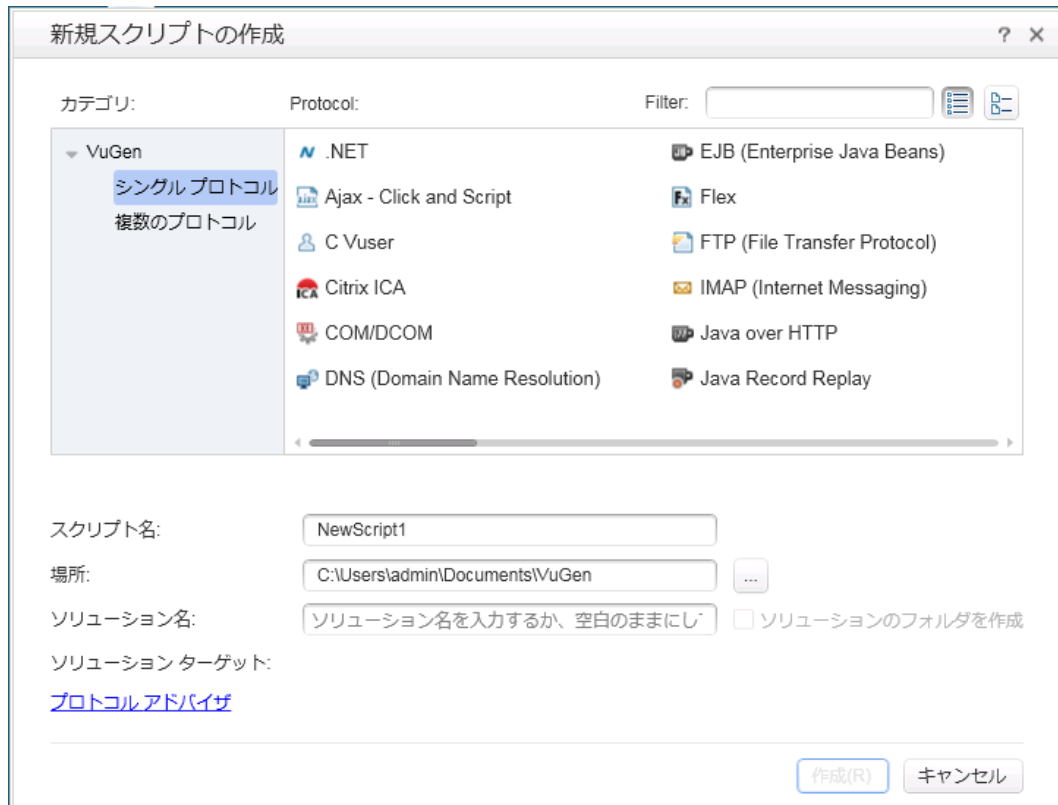 新規スクリプトの作成
カテゴリ: Protocol: Filter:
VuGen
シングル プロトコル
複数のプロトコル
.NET
Ajax - Click and Script
C Vuser
Citrix ICA
COM/DCOM
DNS (Domain Name Resolution)
EJB (Enterprise Java Beans)
Flex
FTP (File Transfer Protocol)
IMAP (Internet Messaging)
Java over HTTP
Java Record Replay
スクリプト名: NewScript1
場所: C:\Users\admin\Documents\VuGen ...
ソリューション名: ソリューション名を入力するか、空白のままにし ソリューションのフォルダを作成
ソリューション ターゲット:
プロトコル アドバイザ
作成(R) キャンセル